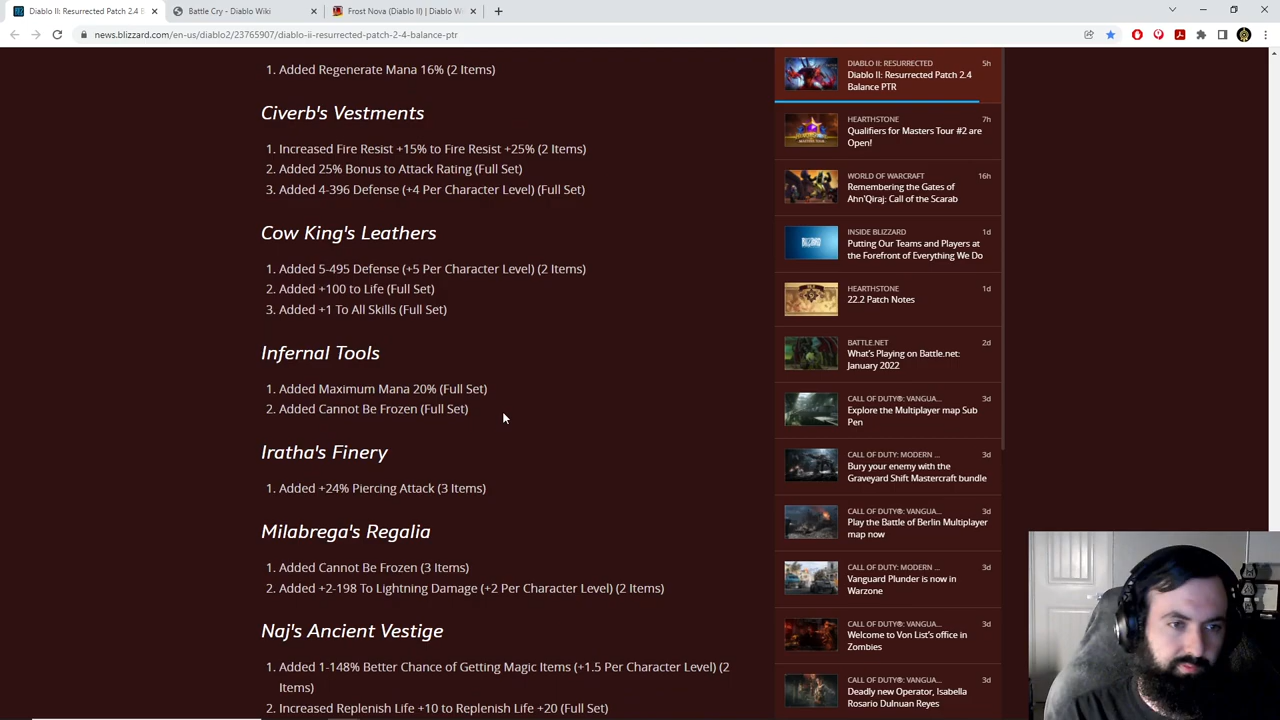 Diablo II: Resurrected Patch 2.4 B
Battle Cry - Diablo Wiki
Frost Nova (Diablo II) | Diablo W
news.blizzard.com/en-us/diablo2/23765907/diablo-ii-resurrected-patch-2-4-balance-ptr
1. Added Regenerate Mana 16% (2 Items)
Civerb's Vestments
1. Increased Fire Resist +15% to Fire Resist +25% (2 Items)
2. Added 25% Bonus to Attack Rating (Full Set)
3. Added 4-396 Defense (+4 Per Character Level) (Full Set)
Cow King's Leathers
1. Added 5-495 Defense (+5 Per Character Level) (2 Items)
2. Added +100 to Life (Full Set)
3. Added +1 To All Skills (Full Set)
Infernal Tools
1. Added Maximum Mana 20% (Full Set)
2. Added Cannot Be Frozen (Full Set)
Iratha's Finery
1. Added +24% Piercing Attack (3 Items)
Milabrega's Regalia
1. Added Cannot Be Frozen (3 Items)
2. Added +2-198 To Lightning Damage (+2 Per Character Level) (2 Items)
Naj's Ancient Vestige
1. Added 1-148% Better Chance of Getting Magic Items (+1.5 Per Character Level) (2
Items)
2. Increased Replenish Life +10 to Replenish Life +20 (Full Set)
DIABLO II: RESURRECTED 5h
Diablo II: Resurrected Patch 2.4
Balance PTR
HEARTHSTONE 7h
Qualifiers for Masters Tour #2 are
Open!
WORLD OF WARCRAFT 16h
Remembering the Gates of
Ahn'Qiraj: Call of the Scarab
INSIDE BLIZZARD 1d
Putting Our Teams and Players at
the Forefront of Everything We Do
HEARTHSTONE 1d
22.2 Patch Notes
BATTLE.NET 2d
What's Playing on Battle.net:
January 2022
CALL OF DUTY®: VANGUA... 3d
Explore the Multiplayer map Sub
Pen
CALL OF DUTY: MODERN ... 3d
Bury your enemy with the
Graveyard Shift Mastercraft bundle
CALL OF DUTY®: VANGUA... 3d
Play the Battle of Berlin Multiplayer
map now
CALL OF DUTY: MODERN ... 3d
Vanguard Plunder is now in
Warzone
CALL OF DUTY®: VANGUA... 3d
Welcome to Von List's office in
Zombies
CALL OF DUTY®: VANGUA... 3d
Deadly new Operator, Isabella
Rosario Dulnuan Reyes